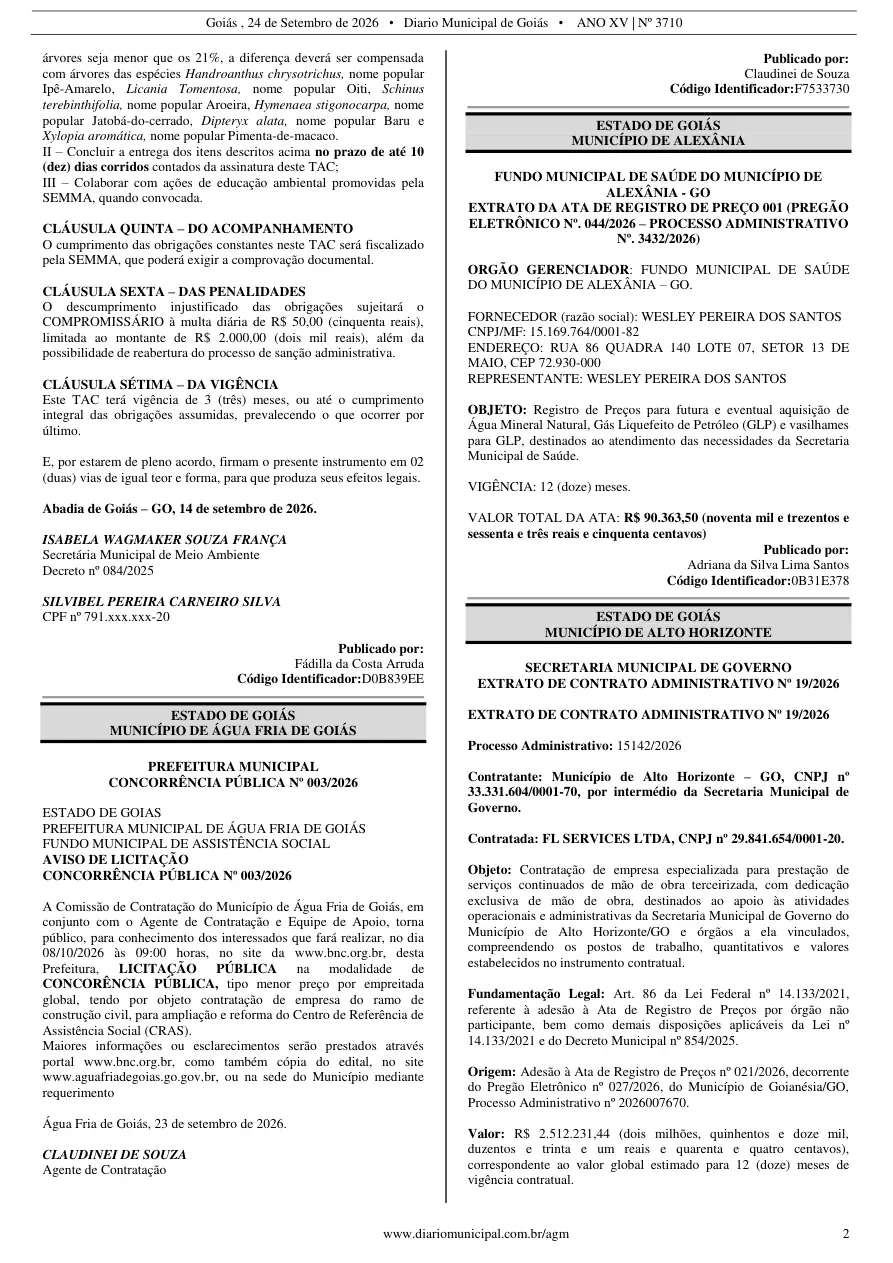 Goiás , 24 de Setembro de 2026 • Diario Municipal de Goiás • ANO XV | Nº 3710
árvores seja menor que os 21%, a diferença deverá ser compensada
com árvores das espécies Handroanthus chrysotrichus, nome popular
Ipê-Amarelo, Licania Tomentosa, nome popular Oiti, Schinus
terebinthifolia, nome popular Aroeira, Hymenaea stigonocarpa, nome
popular Jatobá-do-cerrado, Dipteryx alata, nome popular Baru e
Xylopia aromática, nome popular Pimenta-de-macaco.
II – Concluir a entrega dos itens descritos acima no prazo de até 10
(dez) dias corridos contados da assinatura deste TAC;
III – Colaborar com ações de educação ambiental promovidas pela
SEMMA, quando convocada.
CLÁUSULA QUINTA – DO ACOMPANHAMENTO
O cumprimento das obrigações constantes neste TAC será fiscalizado
pela SEMMA, que poderá exigir a comprovação documental.
CLÁUSULA SEXTA – DAS PENALIDADES
O descumprimento injustificado das obrigações sujeitará o
COMPROMISSÁRIO à multa diária de R$ 50,00 (cinquenta reais),
limitada ao montante de R$ 2.000,00 (dois mil reais), além da
possibilidade de reabertura do processo de sanção administrativa.
CLÁUSULA SÉTIMA – DA VIGÊNCIA
Este TAC terá vigência de 3 (três) meses, ou até o cumprimento
integral das obrigações assumidas, prevalecendo o que ocorrer por
último.
E, por estarem de pleno acordo, firmam o presente instrumento em 02
(duas) vias de igual teor e forma, para que produza seus efeitos legais.
Abadia de Goiás – GO, 14 de setembro de 2026.
ISABELA WAGMAKER SOUZA FRANÇA
Secretária Municipal de Meio Ambiente
Decreto nº 084/2025
SILVIBEL PEREIRA CARNEIRO SILVA
CPF nº 791.xxx.xxx-20
Publicado por:
Fádilla da Costa Arruda
Código Identificador:D0B839EE
ESTADO DE GOIÁS
MUNICÍPIO DE ÁGUA FRIA DE GOIÁS
PREFEITURA MUNICIPAL
CONCORRÊNCIA PÚBLICA Nº 003/2026
ESTADO DE GOIAS
PREFEITURA MUNICIPAL DE ÁGUA FRIA DE GOIÁS
FUNDO MUNICIPAL DE ASSISTÊNCIA SOCIAL
AVISO DE LICITAÇÃO
CONCORRÊNCIA PÚBLICA Nº 003/2026
A Comissão de Contratação do Município de Água Fria de Goiás, em
conjunto com o Agente de Contratação e Equipe de Apoio, torna
público, para conhecimento dos interessados que fará realizar, no dia
08/10/2026 às 09:00 horas, no site da www.bnc.org.br, desta
Prefeitura, LICITAÇÃO PÚBLICA na modalidade de
CONCORÊNCIA PÚBLICA, tipo menor preço por empreitada
global, tendo por objeto contratação de empresa do ramo de
construção civil, para ampliação e reforma do Centro de Referência de
Assistência Social (CRAS).
Maiores informações ou esclarecimentos serão prestados através
portal www.bnc.org.br, como também cópia do edital, no site
www.aguafriadegoias.go.gov.br, ou na sede do Município mediante
requerimento
Água Fria de Goiás, 23 de setembro de 2026.
CLAUDINEI DE SOUZA
Agente de Contratação
Publicado por:
Claudinei de Souza
Código Identificador:F7533730
ESTADO DE GOIÁS
MUNICÍPIO DE ALEXÂNIA
FUNDO MUNICIPAL DE SAÚDE DO MUNICÍPIO DE
ALEXÂNIA - GO
EXTRATO DA ATA DE REGISTRO DE PREÇO 001 (PREGÃO
ELETRÔNICO Nº. 044/2026 – PROCESSO ADMINISTRATIVO
Nº. 3432/2026)
ORGÃO GERENCIADOR: FUNDO MUNICIPAL DE SAÚDE
DO MUNICÍPIO DE ALEXÂNIA – GO.
FORNECEDOR (razão social): WESLEY PEREIRA DOS SANTOS
CNPJ/MF: 15.169.764/0001-82
ENDEREÇO: RUA 86 QUADRA 140 LOTE 07, SETOR 13 DE
MAIO, CEP 72.930-000
REPRESENTANTE: WESLEY PEREIRA DOS SANTOS
OBJETO: Registro de Preços para futura e eventual aquisição de
Água Mineral Natural, Gás Liquefeito de Petróleo (GLP) e vasilhames
para GLP, destinados ao atendimento das necessidades da Secretaria
Municipal de Saúde.
VIGÊNCIA: 12 (doze) meses.
VALOR TOTAL DA ATA: R$ 90.363,50 (noventa mil e trezentos e
sessenta e três reais e cinquenta centavos)
Publicado por:
Adriana da Silva Lima Santos
Código Identificador:0B31E378
ESTADO DE GOIÁS
MUNICÍPIO DE ALTO HORIZONTE
SECRETARIA MUNICIPAL DE GOVERNO
EXTRATO DE CONTRATO ADMINISTRATIVO Nº 19/2026
EXTRATO DE CONTRATO ADMINISTRATIVO Nº 19/2026
Processo Administrativo: 15142/2026
Contratante: Município de Alto Horizonte – GO, CNPJ nº
33.331.604/0001-70, por intermédio da Secretaria Municipal de
Governo.
Contratada: FL SERVICES LTDA, CNPJ nº 29.841.654/0001-20.
Objeto: Contratação de empresa especializada para prestação de
serviços continuados de mão de obra terceirizada, com dedicação
exclusiva de mão de obra, destinados ao apoio às atividades
operacionais e administrativas da Secretaria Municipal de Governo do
Município de Alto Horizonte/GO e órgãos a ela vinculados,
compreendendo os postos de trabalho, quantitativos e valores
estabelecidos no instrumento contratual.
Fundamentação Legal: Art. 86 da Lei Federal nº 14.133/2021,
referente à adesão à Ata de Registro de Preços por órgão não
participante, bem como demais disposições aplicáveis da Lei nº
14.133/2021 e do Decreto Municipal nº 854/2025.
Origem: Adesão à Ata de Registro de Preços nº 021/2026, decorrente
do Pregão Eletrônico nº 027/2026, do Município de Goianésia/GO,
Processo Administrativo nº 2026007670.
Valor: R$ 2.512.231,44 (dois milhões, quinhentos e doze mil,
duzentos e trinta e um reais e quarenta e quatro centavos),
correspondente ao valor global estimado para 12 (doze) meses de
vigência contratual.
www.diariomunicipal.com.br/agm 2